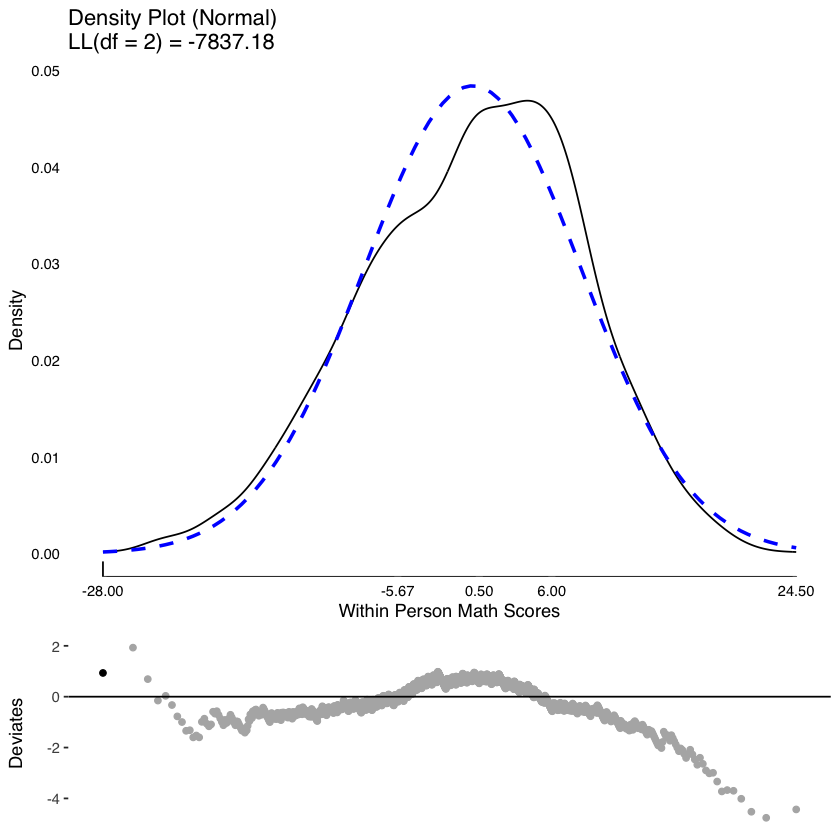 Density Plot (Normal)
LL(df = 2) = -7837.18
0.05
0.04
0.03
0.02
0.01
0.00
Density
-28.00 -5.67 0.50 6.00 24.50
Within Person Math Scores
2
0
-2
-4
Deviates